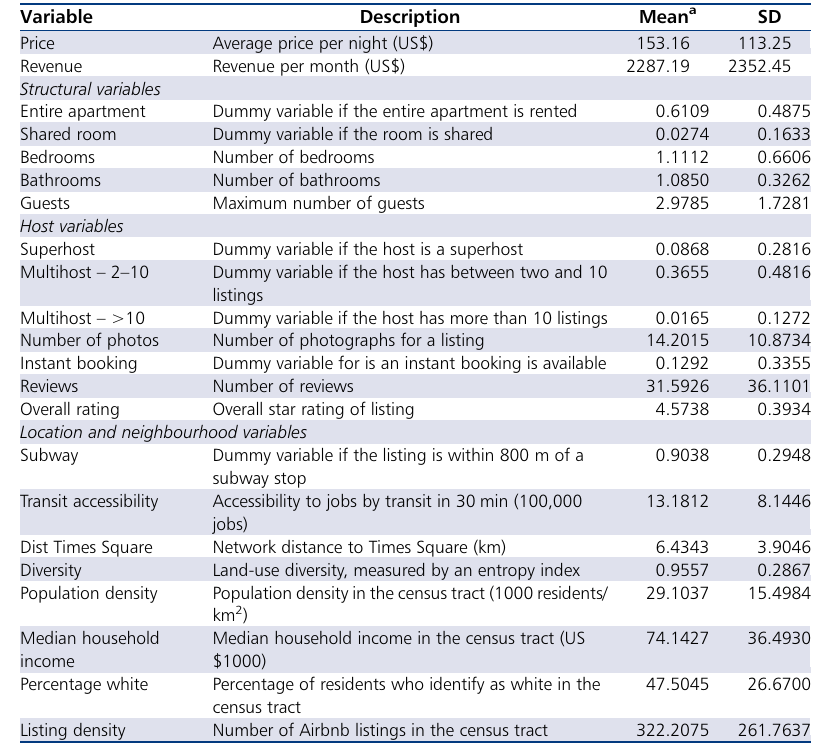 Variable Description Meanᵃ SD
Price Average price per night (US$) 153.16 113.25
Revenue Revenue per month (US$) 2287.19 2352.45
Structural variables
Entire apartment Dummy variable if the entire apartment is rented 0.6109 0.4875
Shared room Dummy variable if the room is shared 0.0274 0.1633
Bedrooms Number of bedrooms 1.1112 0.6606
Bathrooms Number of bathrooms 1.0850 0.3262
Guests Maximum number of guests 2.9785 1.7281
Host variables
Superhost Dummy variable if the host is a superhost 0.0868 0.2816
Multihost – 2–10 Dummy variable if the host has between two and 10 0.3655 0.4816
listings
Multihost – >10 Dummy variable if the host has more than 10 listings 0.0165 0.1272
Number of photos Number of photographs for a listing 14.2015 10.8734
Instant booking Dummy variable for is an instant booking is available 0.1292 0.3355
Reviews Number of reviews 31.5926 36.1101
Overall rating Overall star rating of listing 4.5738 0.3934
Location and neighbourhood variables
Subway Dummy variable if the listing is within 800 m of a 0.9038 0.2948
subway stop
Transit accessibility Accessibility to jobs by transit in 30 min (100,000 13.1812 8.1446
jobs)
Dist Times Square Network distance to Times Square (km) 6.4343 3.9046
Diversity Land-use diversity, measured by an entropy index 0.9557 0.2867
Population density Population density in the census tract (1000 residents/ 29.1037 15.4984
km²)
Median household Median household income in the census tract (US 74.1427 36.4930
income $1000)
Percentage white Percentage of residents who identify as white in the 47.5045 26.6700
census tract
Listing density Number of Airbnb listings in the census tract 322.2075 261.7637